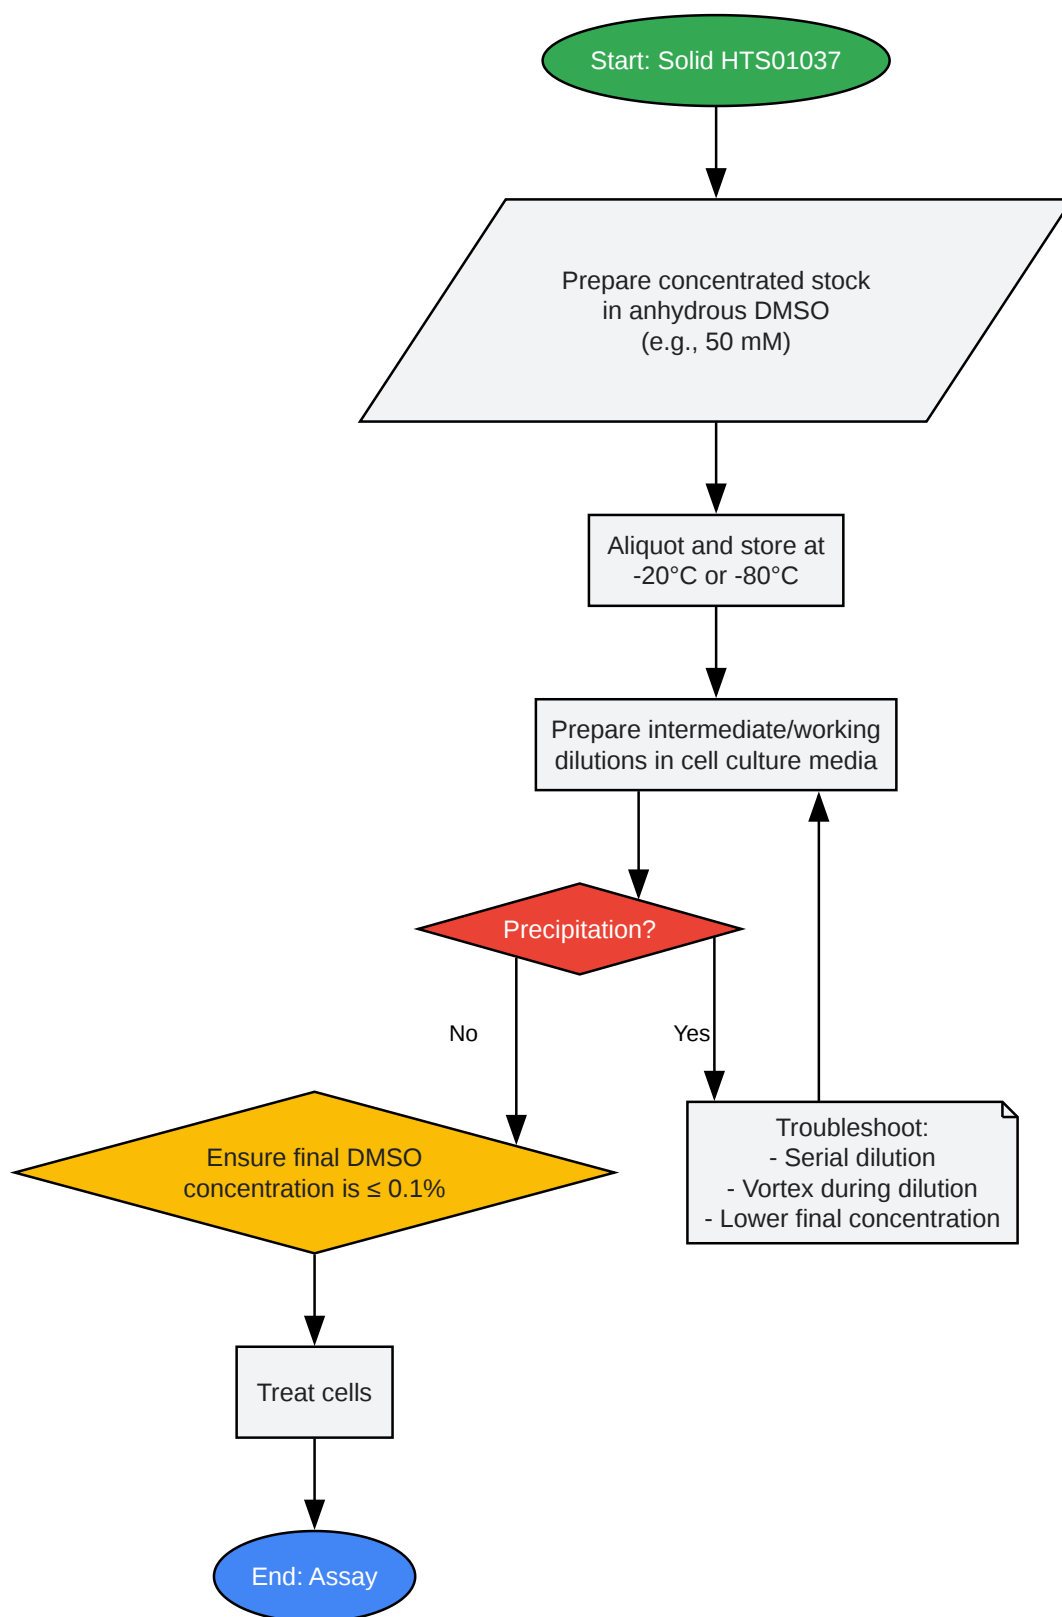 Start: Solid HTS01037
Prepare concentrated stock
in anhydrous DMSO
(e.g., 50 mM)
Aliquot and store at
-20°C or -80°C
Prepare intermediate/working
dilutions in cell culture media
Precipitation?
No
Yes
Ensure final DMSO
concentration is ≤ 0.1%
Troubleshoot:
- Serial dilution
- Vortex during dilution
- Lower final concentration
Treat cells
End: Assay